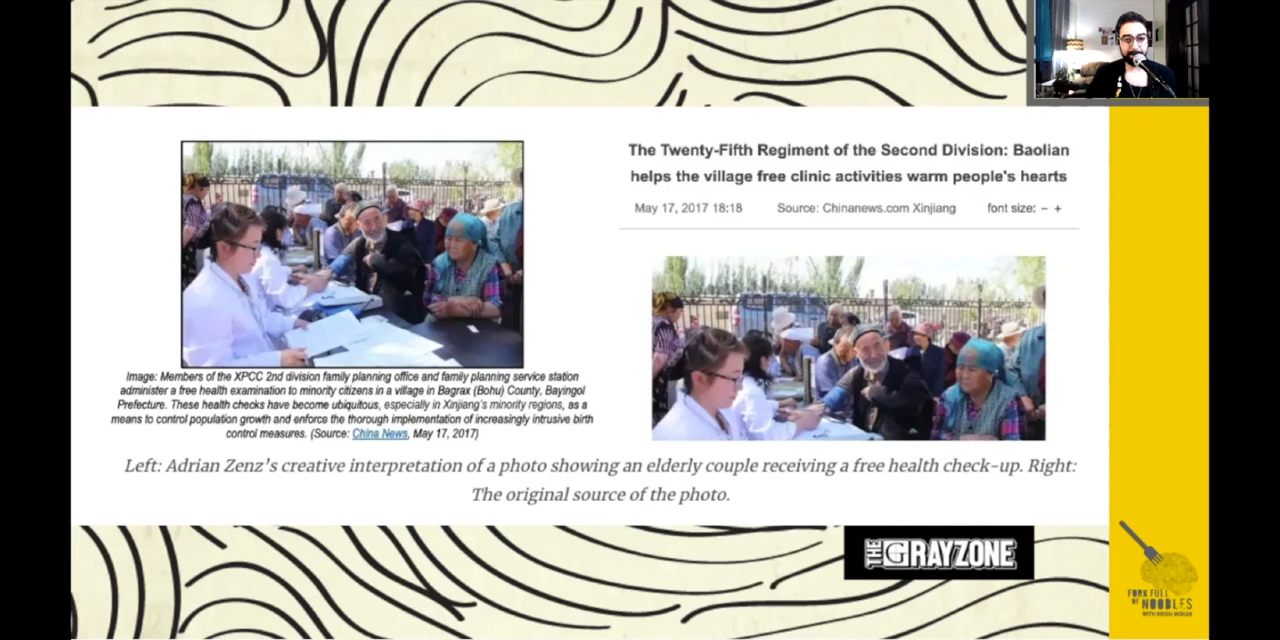 The Twenty-Fifth Regiment of the Second Division: Baolian
helps the village free clinic activities warm people's hearts
May 17, 2017 18:18 Source: Chinanews.com Xinjiang font size: − +
Image: Members of the XPCC 2nd division family planning office and family planning service station
administer a free health examination to minority citizens in a village in Bagrax (Bohu) County, Bayingol
Prefecture. These health checks have become ubiquitous, especially in Xinjiang's minority regions, as a
means to control population growth and enforce the thorough implementation of increasingly intrusive birth
control measures. (Source: China News, May 17, 2017)
Left: Adrian Zenz's creative interpretation of a photo showing an elderly couple receiving a free health check-up. Right:
The original source of the photo.
THE GRAYZONE
FORK FULL
OF NOODLES
WITH KRISH MOHAN